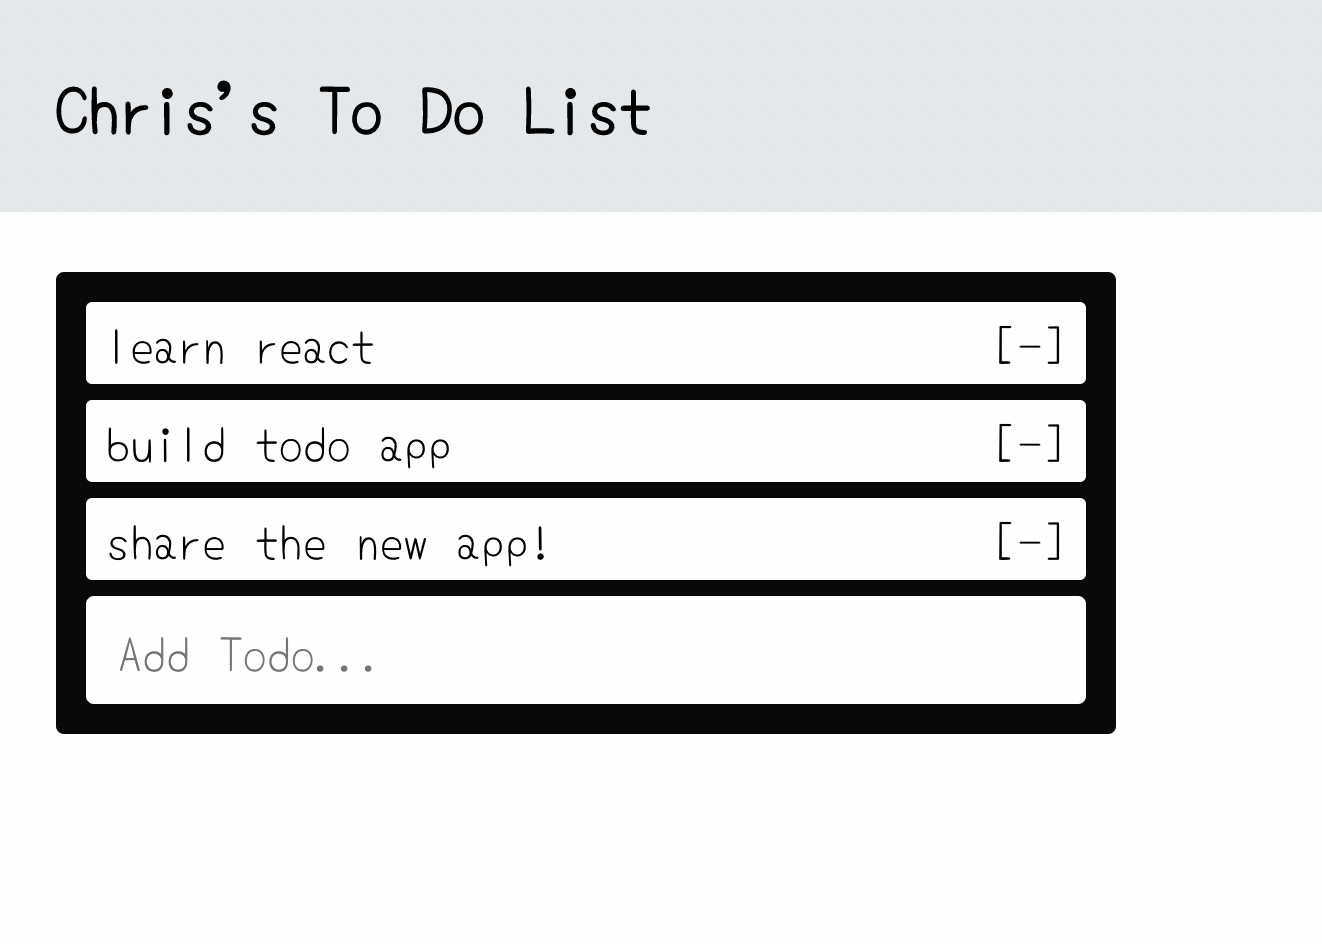 Chris’s To Do List
learn react [-]
build todo app [-]
share the new app! [-]
Add Todo...